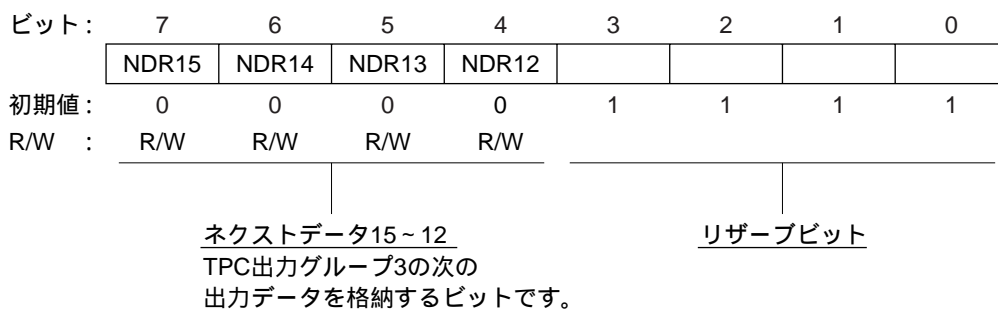 ビット： 7 6 5 4 3 2 1 0
NDR15 NDR14 NDR13 NDR12
初期値： 0 0 0 0 1 1 1 1
R/W ： R/W R/W R/W R/W
ネクストデータ15～12 リザーブビット
TPC出力グループ3の次の
出力データを格納するビットです。